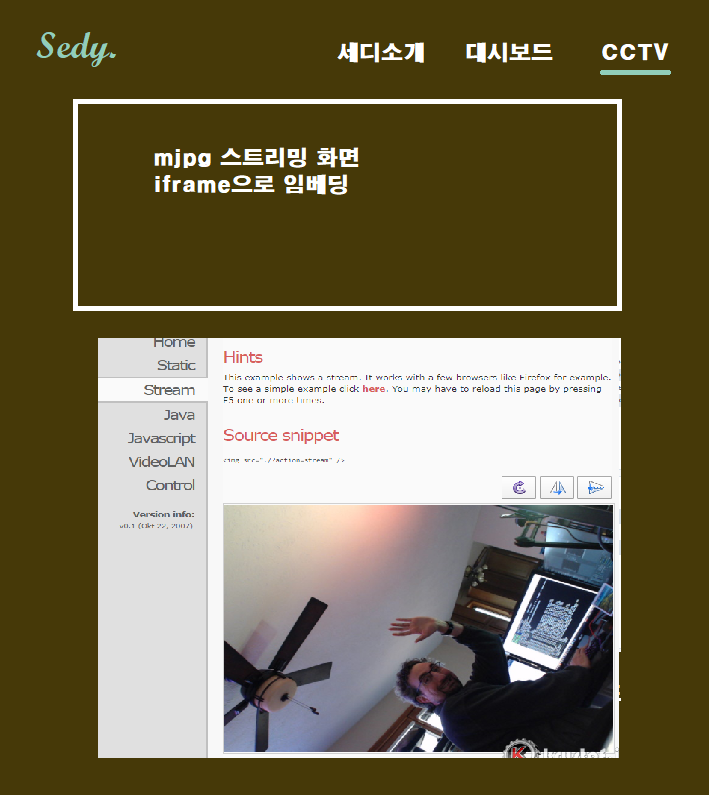 Sedy.
세디소개 대시보드 CCTV
mjpg 스트리밍 화면
iframe으로 임베딩
Home
Static
Stream
Java
Javascript
VideoLAN
Control
Version info:
v0.1 (Okt 22, 2007)
Hints
This example shows a stream. It works with a few browsers like Firefox for example.
To see a simple example click here. You may have to reload this page by pressing
F5 one or more times.
Source snippet
<img src="./?action=stream" />